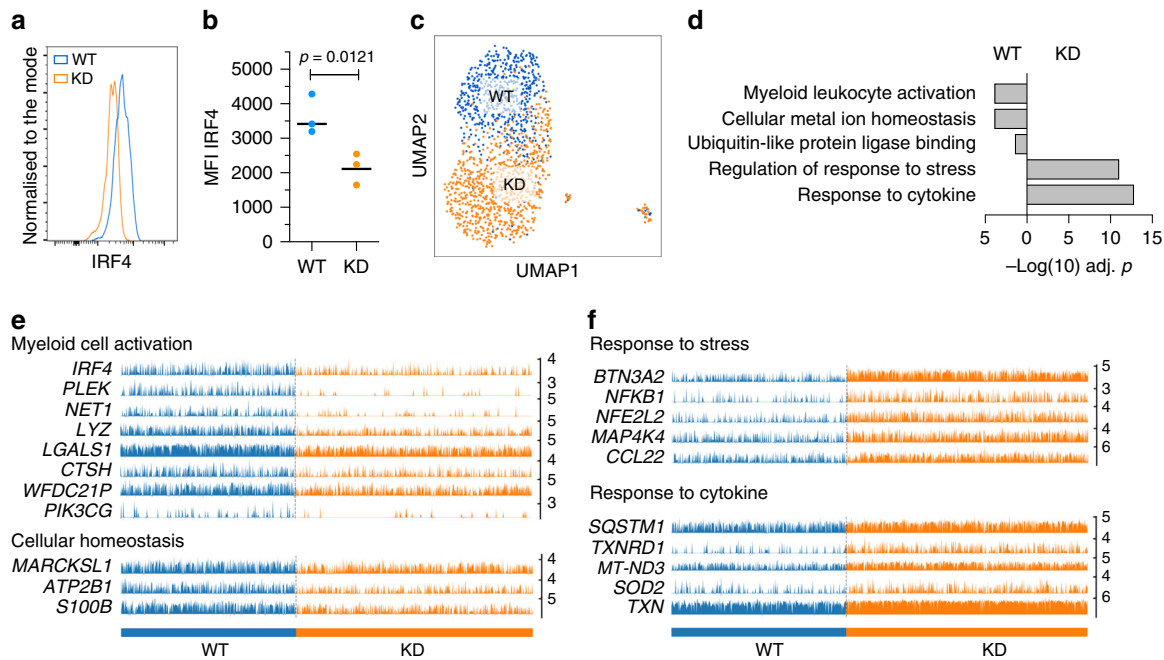 a
WT
KD
Normalised to the mode
IRF4
b
p = 0.0121
5000
4000
3000
2000
1000
0
MFI IRF4
WT
KD
c
WT
KD
UMAP2
UMAP1
d
WT KD
Myeloid leukocyte activation
Cellular metal ion homeostasis
Ubiquitin-like protein ligase binding
Regulation of response to stress
Response to cytokine
5 0 5 10 15
–Log(10) adj. p
e
Myeloid cell activation
IRF4 4
PLEK 3
NET1 5
LYZ 5
LGALS1 5
CTSH 4
WFDC21P 5
PIK3CG 3
Cellular homeostasis
MARCKSL1 4
ATP2B1 4
S100B 5
WT KD
f
Response to stress
BTN3A2 5
NFKB1 3
NFE2L2 4
MAP4K4 4
CCL22 6
Response to cytokine
SQSTM1 5
TXNRD1 4
MT-ND3 5
SOD2 4
TXN 6
WT KD